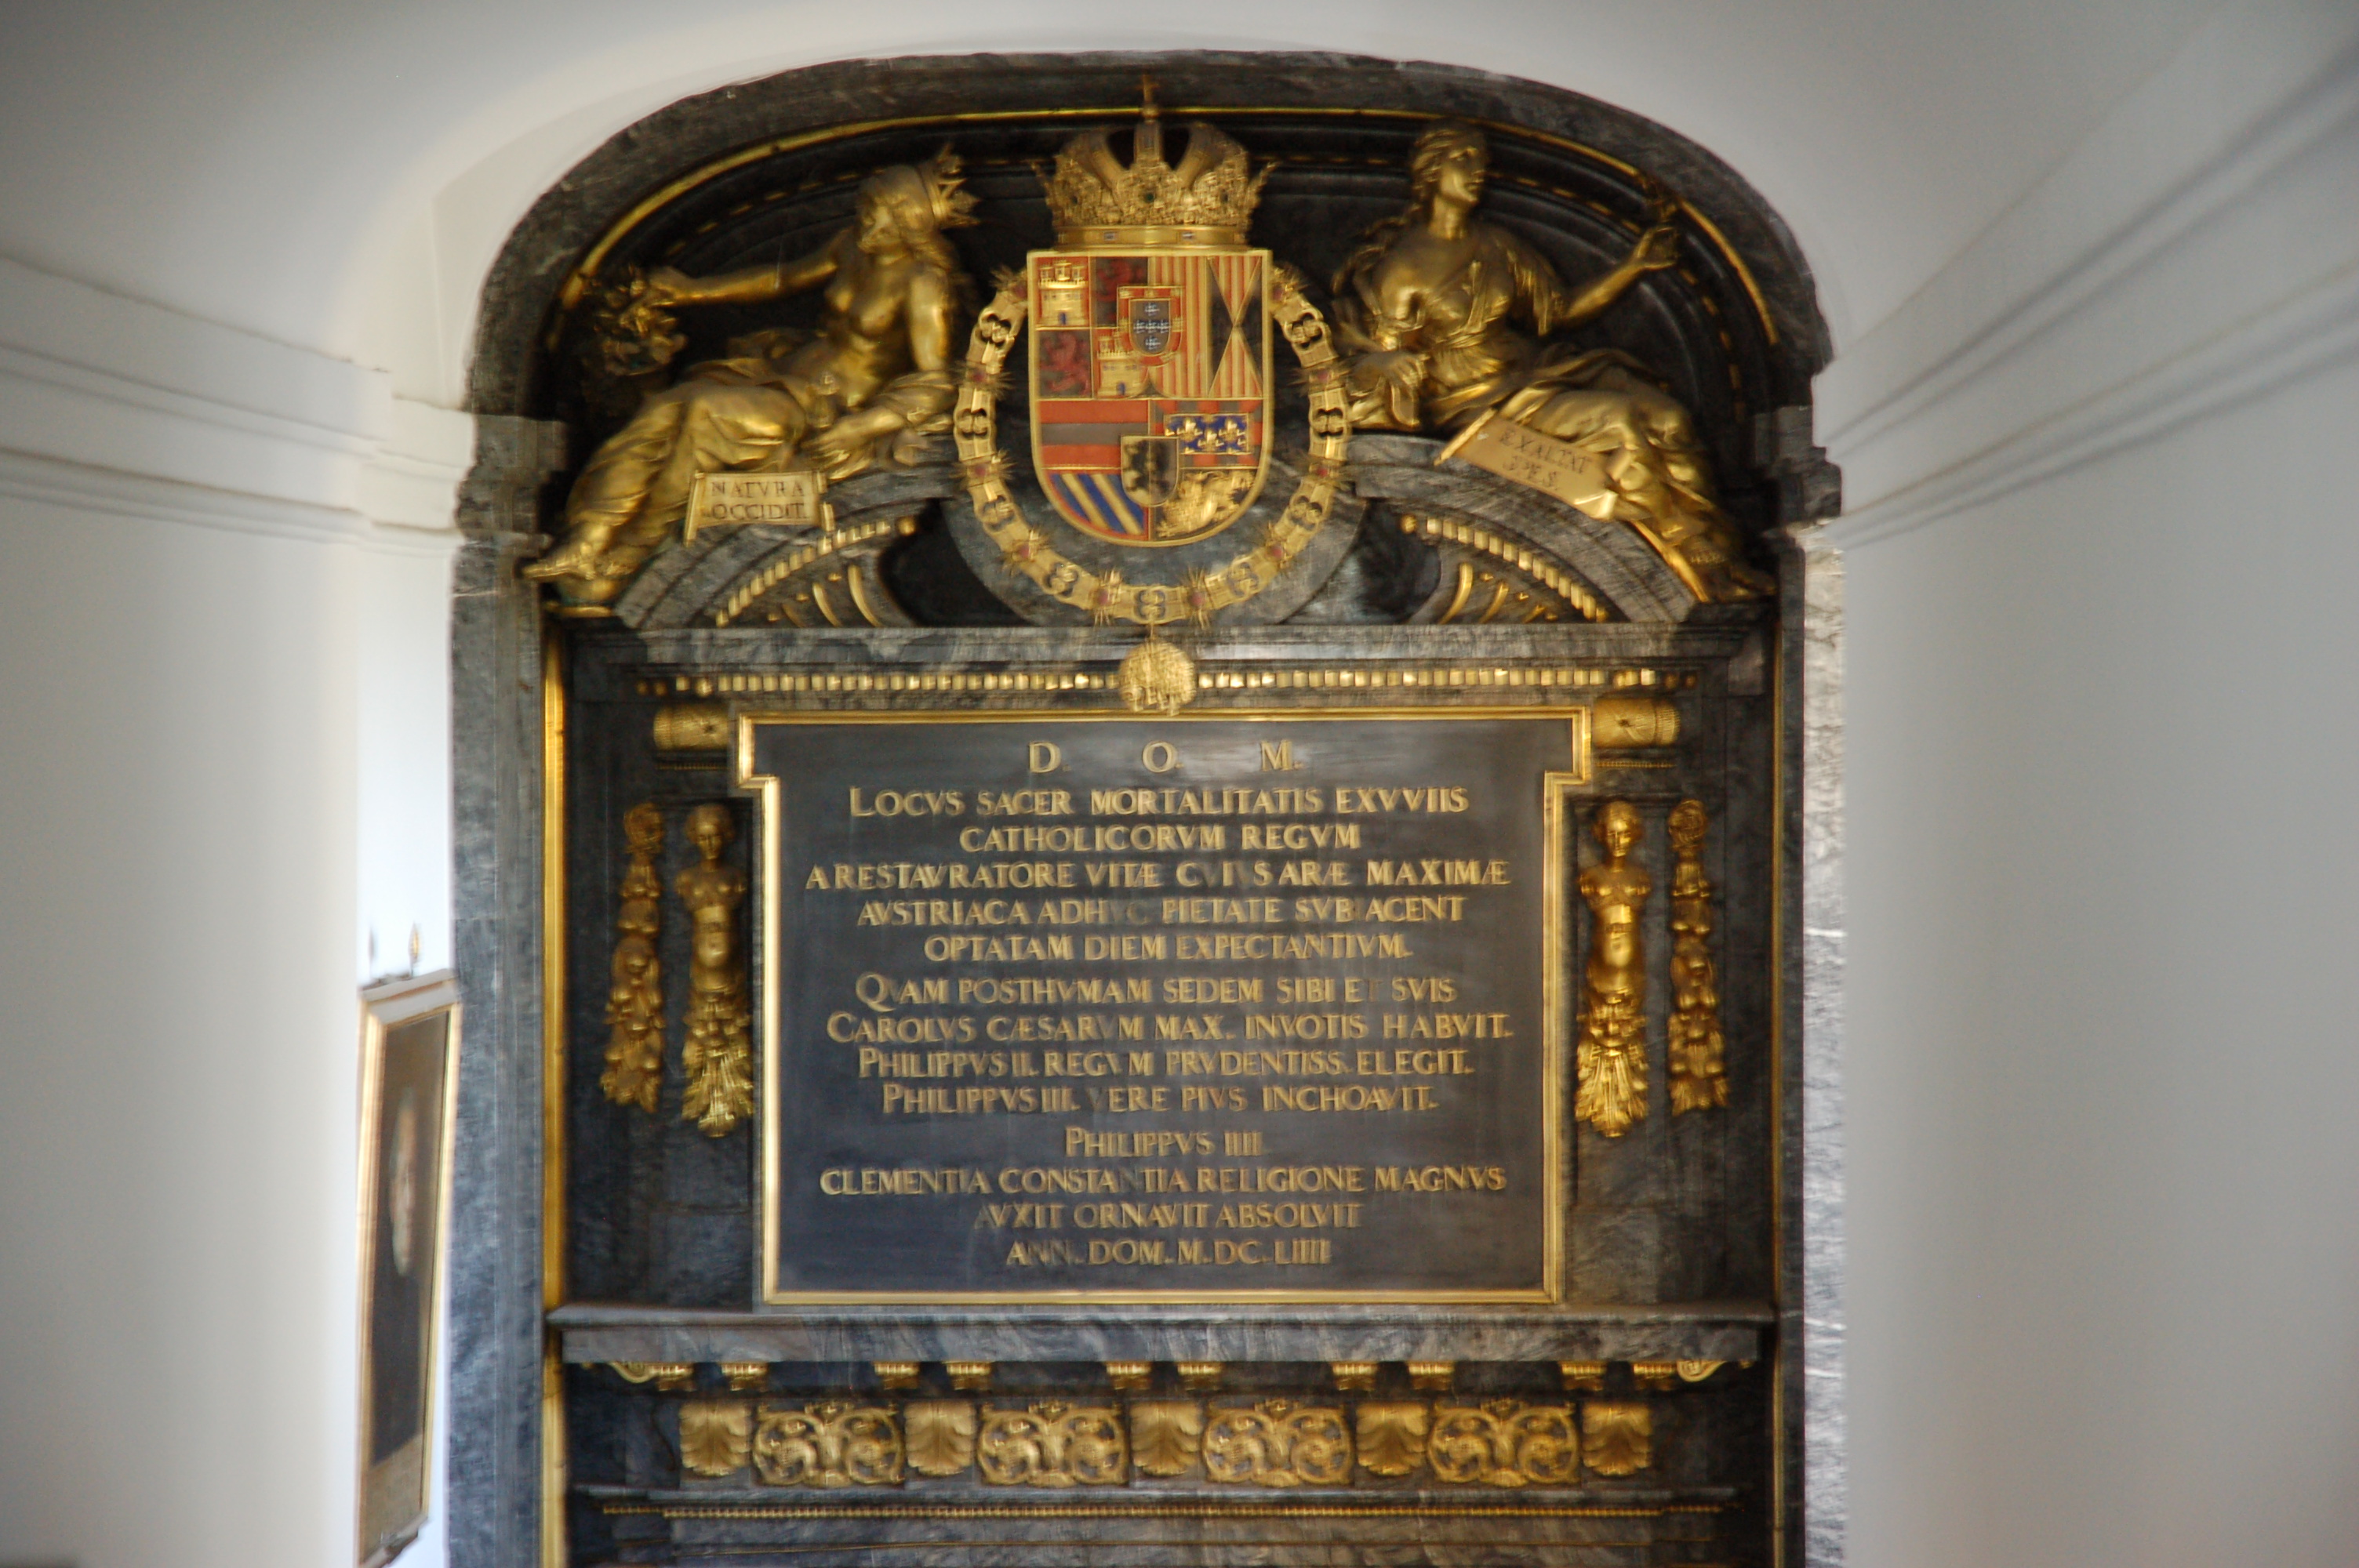 NATVRA
OCCIDIT.
EXALTAT
SPES.
D. O. M.
LOCVS SACER MORTALITATIS EXVVIIS
CATHOLICORVM REGVM
A RESTAVRATORE VITÆ CVIVS ARÆ MAXIMÆ
AVSTRIACA ADHVC PIETATE SVBIACENT
OPTATAM DIEM EXPECTANTIVM.
QVAM POSTHVMAM SEDEM SIBI ET SVIS
CAROLVS CÆSARVM MAX. IN VOTIS HABVIT.
PHILIPPVS II. REGVM PRVDENTISS. ELEGIT.
PHILIPPVS III. VERE PIVS INCHOAVIT.
PHILIPPVS IIII
CLEMENTIA CONSTANTIA RELIGIONE MAGNVS
AVXIT ORNAVIT ABSOLVIT
ANN. DOM. M.DC.LIIII